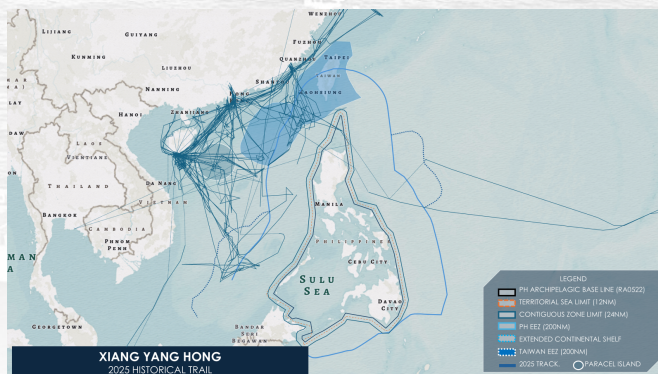 WENZHOU
LIJIANG
GUIYANG
FUZHOU
KUNMING
QUANZHOU
TAIPEI
LIUZHOU
TAIWAN
SHANTOU
NANNING
KAOHSIUNG
ZHANJIANG
HANOI
LAOS
VIENTIANE
THAILAND
DA NANG
VIETNAM
MANILA
BANGKOK
CAMBODIA
PHILIPPINES
PHNOM
PENH
CEBU CITY
SULU
SEA
DAVAO
CITY
GEORGETOWN
BANDAR
SERI
BEGAWAN
LEGEND
PH ARCHIPELAGIC BASE LINE (RA9522)
TERRITORIAL SEA LIMIT (12NM)
CONTIGUOUS ZONE LIMIT (24NM)
PH EEZ (200NM)
EXTENDED CONTINENTAL SHELF
TAIWAN EEZ (200NM)
2025 TRACK
PARACEL ISLAND
XIANG YANG HONG
2025 HISTORICAL TRAIL